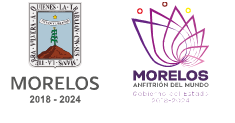 MORELOS
2018 - 2024
MORELOS
ANFITRIÓN DEL MUNDO
Gobierno del Estado
2018-2024